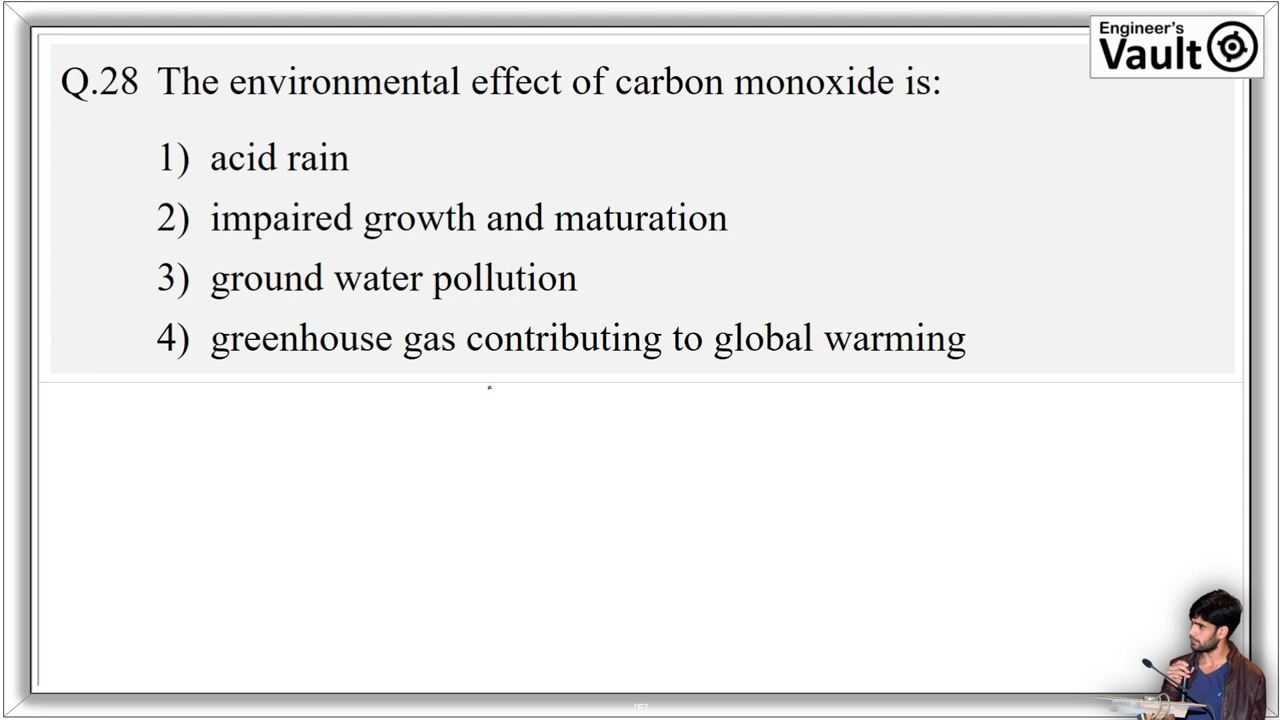 Engineer's
Vault
Q.28 The environmental effect of carbon monoxide is:
1) acid rain
2) impaired growth and maturation
3) ground water pollution
4) greenhouse gas contributing to global warming